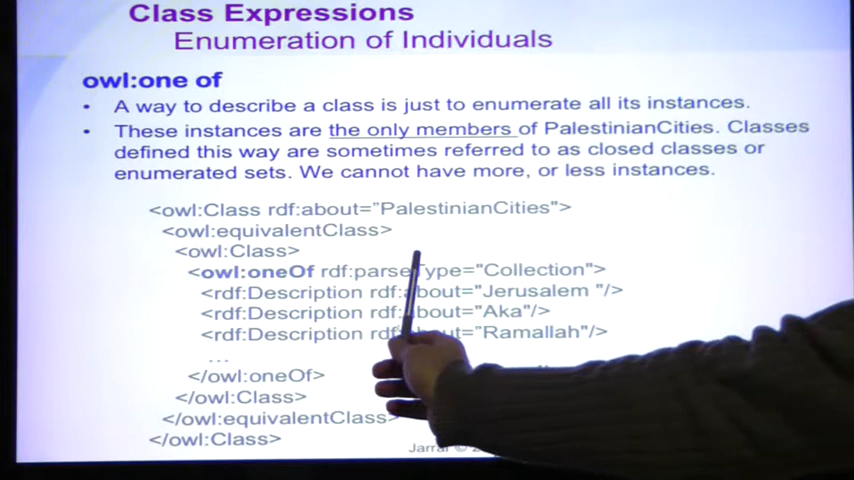 Class Expressions
Enumeration of Individuals
owl:one of
• A way to describe a class is just to enumerate all its instances.
• These instances are the only members of PalestinianCities. Classes
defined this way are sometimes referred to as closed classes or
enumerated sets. We cannot have more, or less instances.
<owl:Class rdf:about="PalestinianCities">
<owl:equivalentClass>
<owl:Class>
<owl:oneOf rdf:parseType="Collection">
<rdf:Description rdf:about="Jerusalem "/>
<rdf:Description rdf:about="Aka"/>
<rdf:Description rdf:about="Ramallah"/>
...
</owl:oneOf>
</owl:Class>
</owl:equivalentClass>
</owl:Class>
Jarrar ©